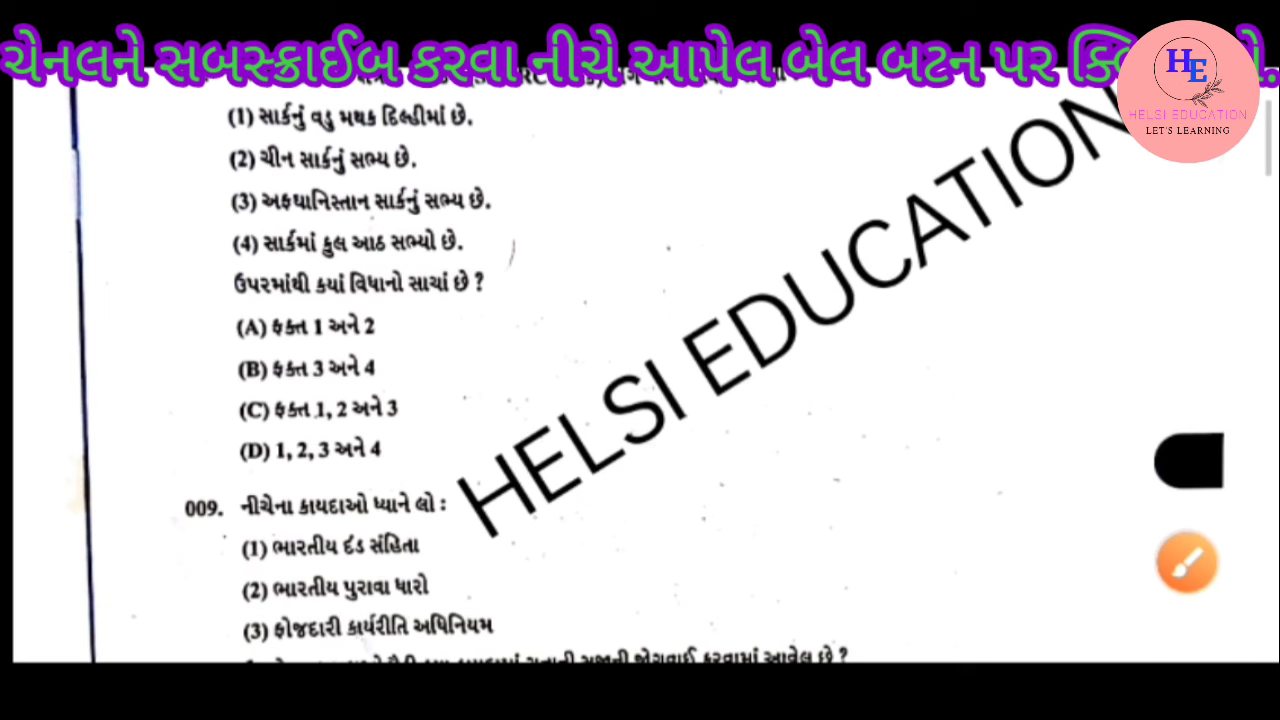 ચેનલને સબસ્ક્રાઈબ કરવા નીચે આપેલ બેલ બટન પર
HE
HELSI EDUCATION
LET'S LEARNING
(1) સાર્કનું વડુ મથક દિલ્હીમાં છે.
(2) ચીન સાર્કનું સભ્ય છે.
(3) અફઘાનિસ્તાન સાર્કનું સભ્ય છે.
(4) સાર્કમાં કુલ આઠ સભ્યો છે.
ઉપરમાંથી કયાં વિધાનો સાચાં છે ?
(A) ફક્ત 1 અને 2
(B) ફક્ત 3 અને 4
(C) ફક્ત 1, 2 અને 3
(D) 1, 2, 3 અને 4
HELSI EDUCATION
009. નીચેના કાયદાઓ ધ્યાને લો :
(1) ભારતીય દંડ સંહિતા
(2) ભારતીય પુરાવા ધારો
(3) ફોજદારી કાર્યરીતિ અધિનિયમ
જોગવાઈ કરવામાં આવેલ છે ?